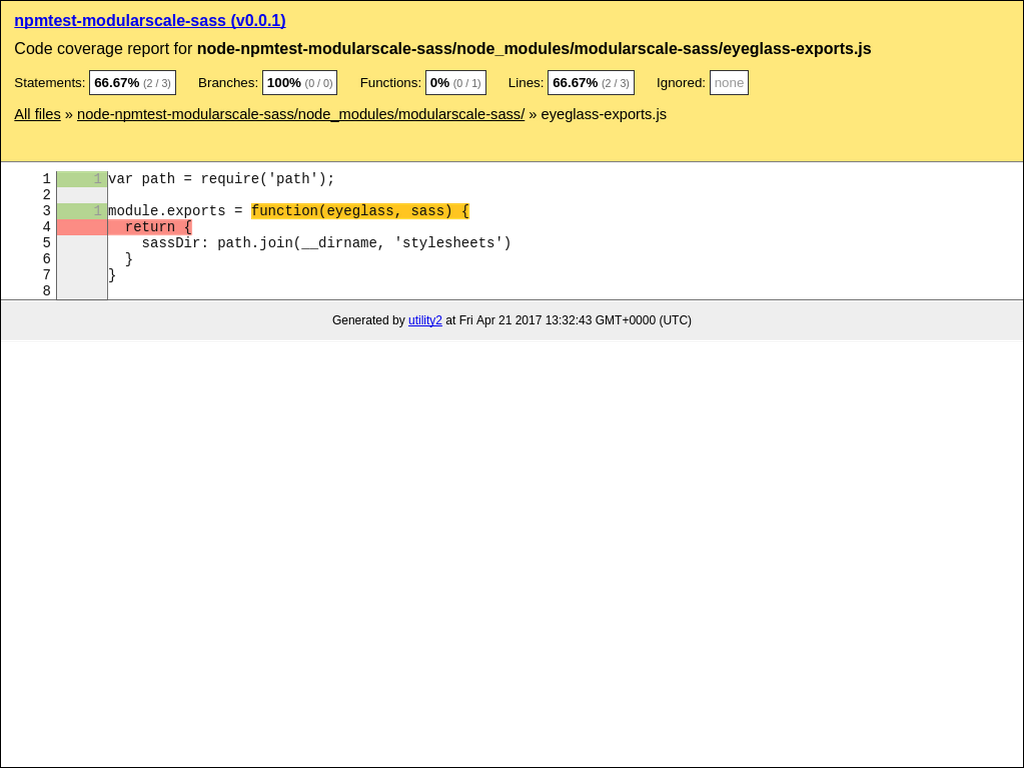 npmtest-modularscale-sass (v0.0.1)
Code coverage report for node-npmtest-modularscale-sass/node_modules/modularscale-sass/eyeglass-exports.js
Statements: 66.67% (2 / 3) Branches: 100% (0 / 0) Functions: 0% (0 / 1) Lines: 66.67% (2 / 3) Ignored: none
All files » node-npmtest-modularscale-sass/node_modules/modularscale-sass/ » eyeglass-exports.js
1 1 var path = require('path');
2
3 1 module.exports = function(eyeglass, sass) {
4   return {
5     sassDir: path.join(__dirname, 'stylesheets')
6   }
7 }
8
Generated by utility2 at Fri Apr 21 2017 13:32:43 GMT+0000 (UTC)